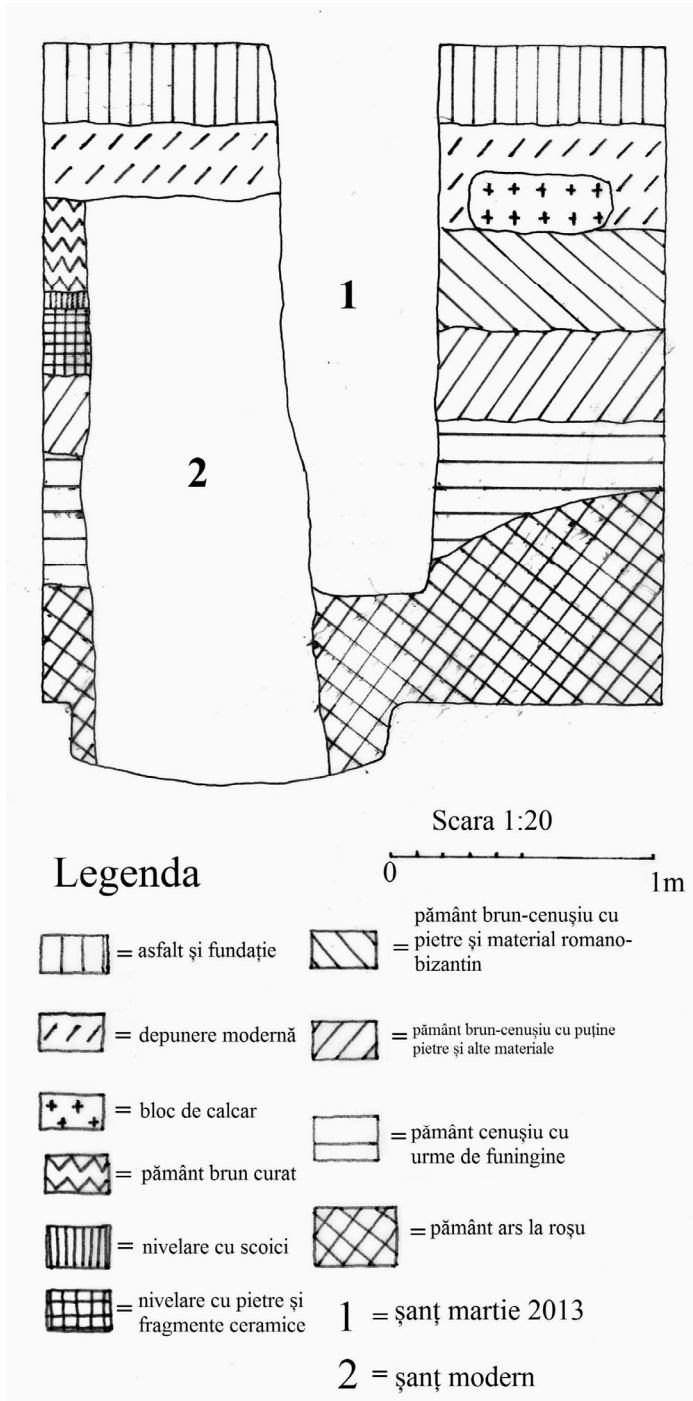 1
2
Scara 1:20
0
1m
Legenda
= asfalt și fundație
= depunere modernă
= bloc de calcar
= pământ brun curat
= nivelare cu scoici
= nivelare cu pietre și
fragmente ceramice
= pământ brun-cenușiu cu
pietre și material romano-
bizantin
= pământ brun-cenușiu cu puține
pietre și alte materiale
= pământ cenușiu cu
urme de funingine
= pământ ars la roșu
1 = șanț martie 2013
2 = șanț modern